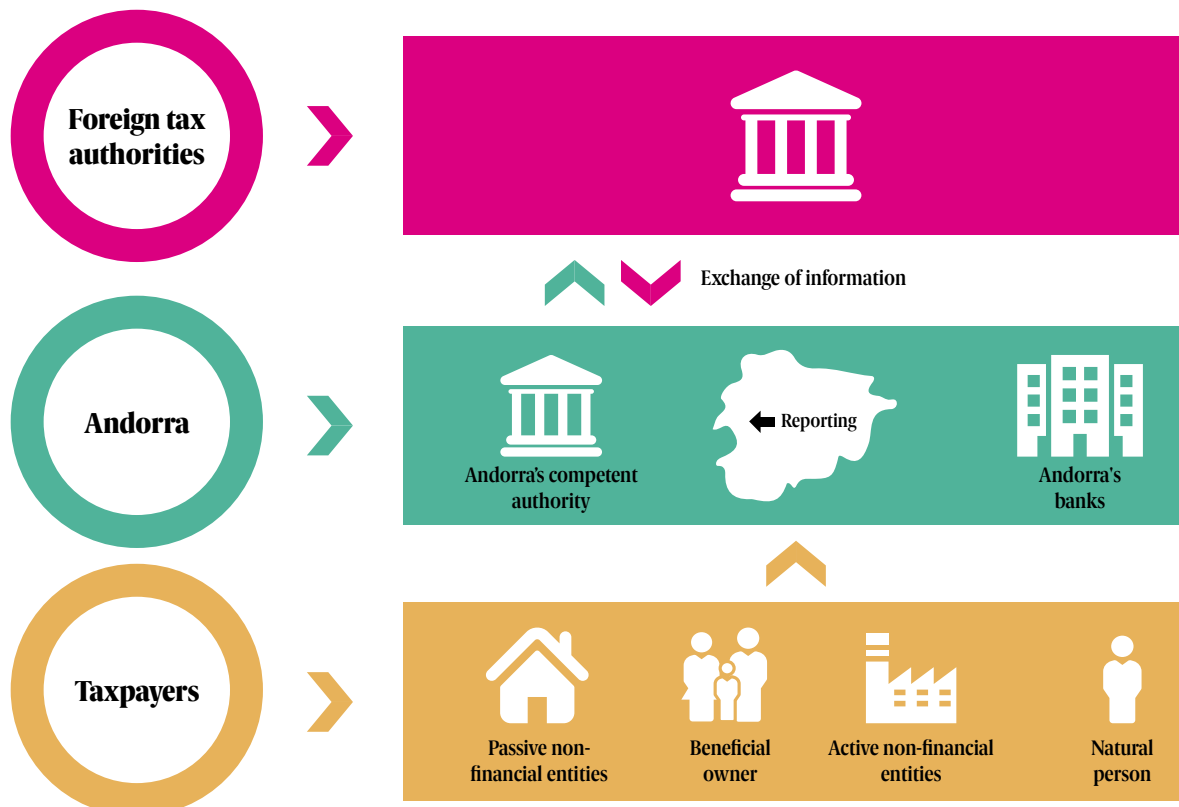 Foreign tax
authorities
Exchange of information
Andorra
Reporting
Andorra's competent
authority
Andorra's
banks
Taxpayers
Passive non-
financial entities
Beneficial
owner
Active non-financial
entities
Natural
person